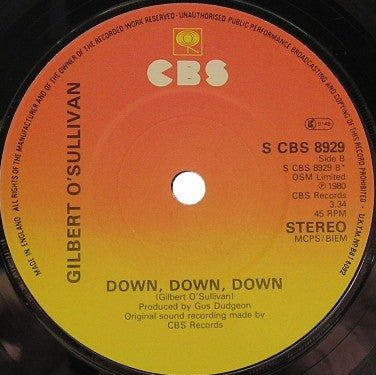 ALL RIGHTS OF THE MANUFACTURER AND OF THE OWNER OF THE RECORDED WORK RESERVED - UNAUTHORISED PUBLIC PERFORMANCE BROADCASTING AND COPYING OF THIS RECORD PROHIBITED
MADE IN ENGLAND
CBS
GILBERT O'SULLIVAN
0149
S CBS 8929
Side B
S CBS 8929 B
OSM Limited
℗ 1980
CBS Records
3.34
45 RPM
STEREO
MCPS/BIEM
DOWN, DOWN, DOWN
(Gilbert O'Sullivan)
Produced by Gus Dudgeon
Original sound recording made by
CBS Records